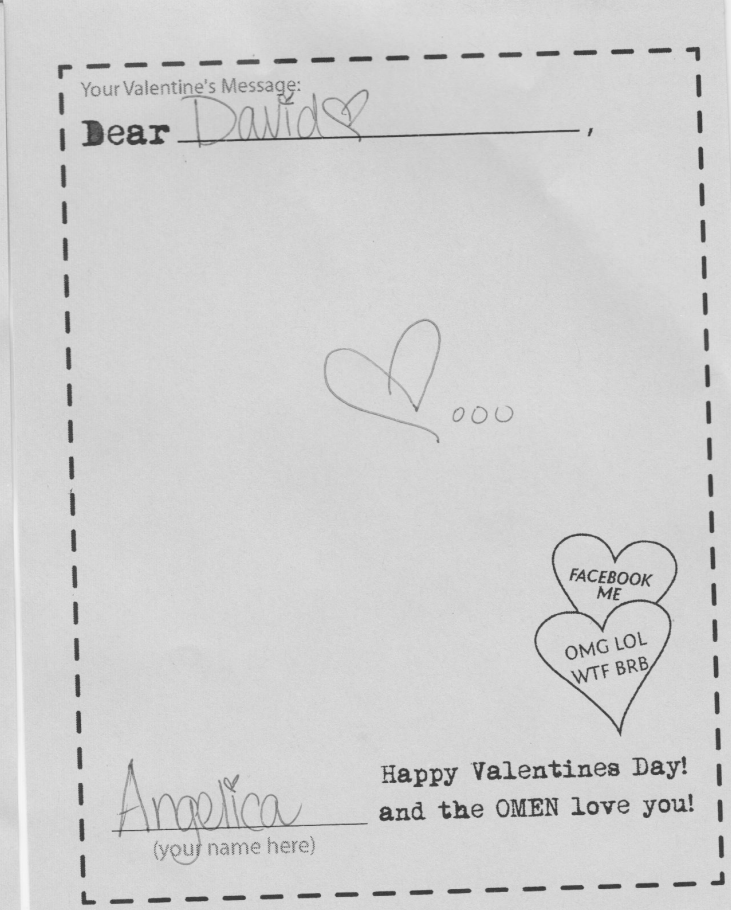 Your Valentine's Message:
Dear David♡,
♡...
FACEBOOK
ME
OMG LOL
WTF BRB
Angelica
(your name here)
Happy Valentines Day!
and the OMEN love you!